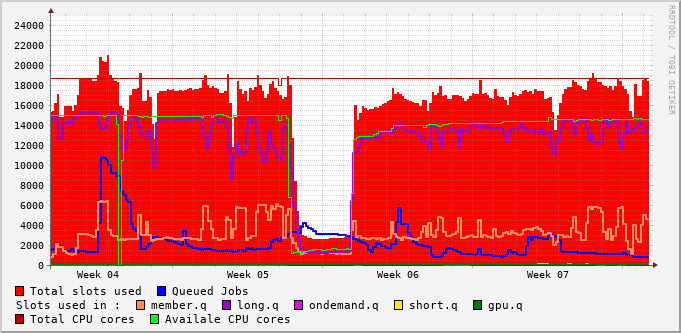 RRDTOOL / TOBI OETIKER
24000
22000
20000
18000
16000
14000
12000
10000
8000
6000
4000
2000
0
Week 04 Week 05 Week 06 Week 07
Total slots used Queued Jobs
Slots used in : member.q long.q ondemand.q short.q gpu.q
Total CPU cores Availale CPU cores